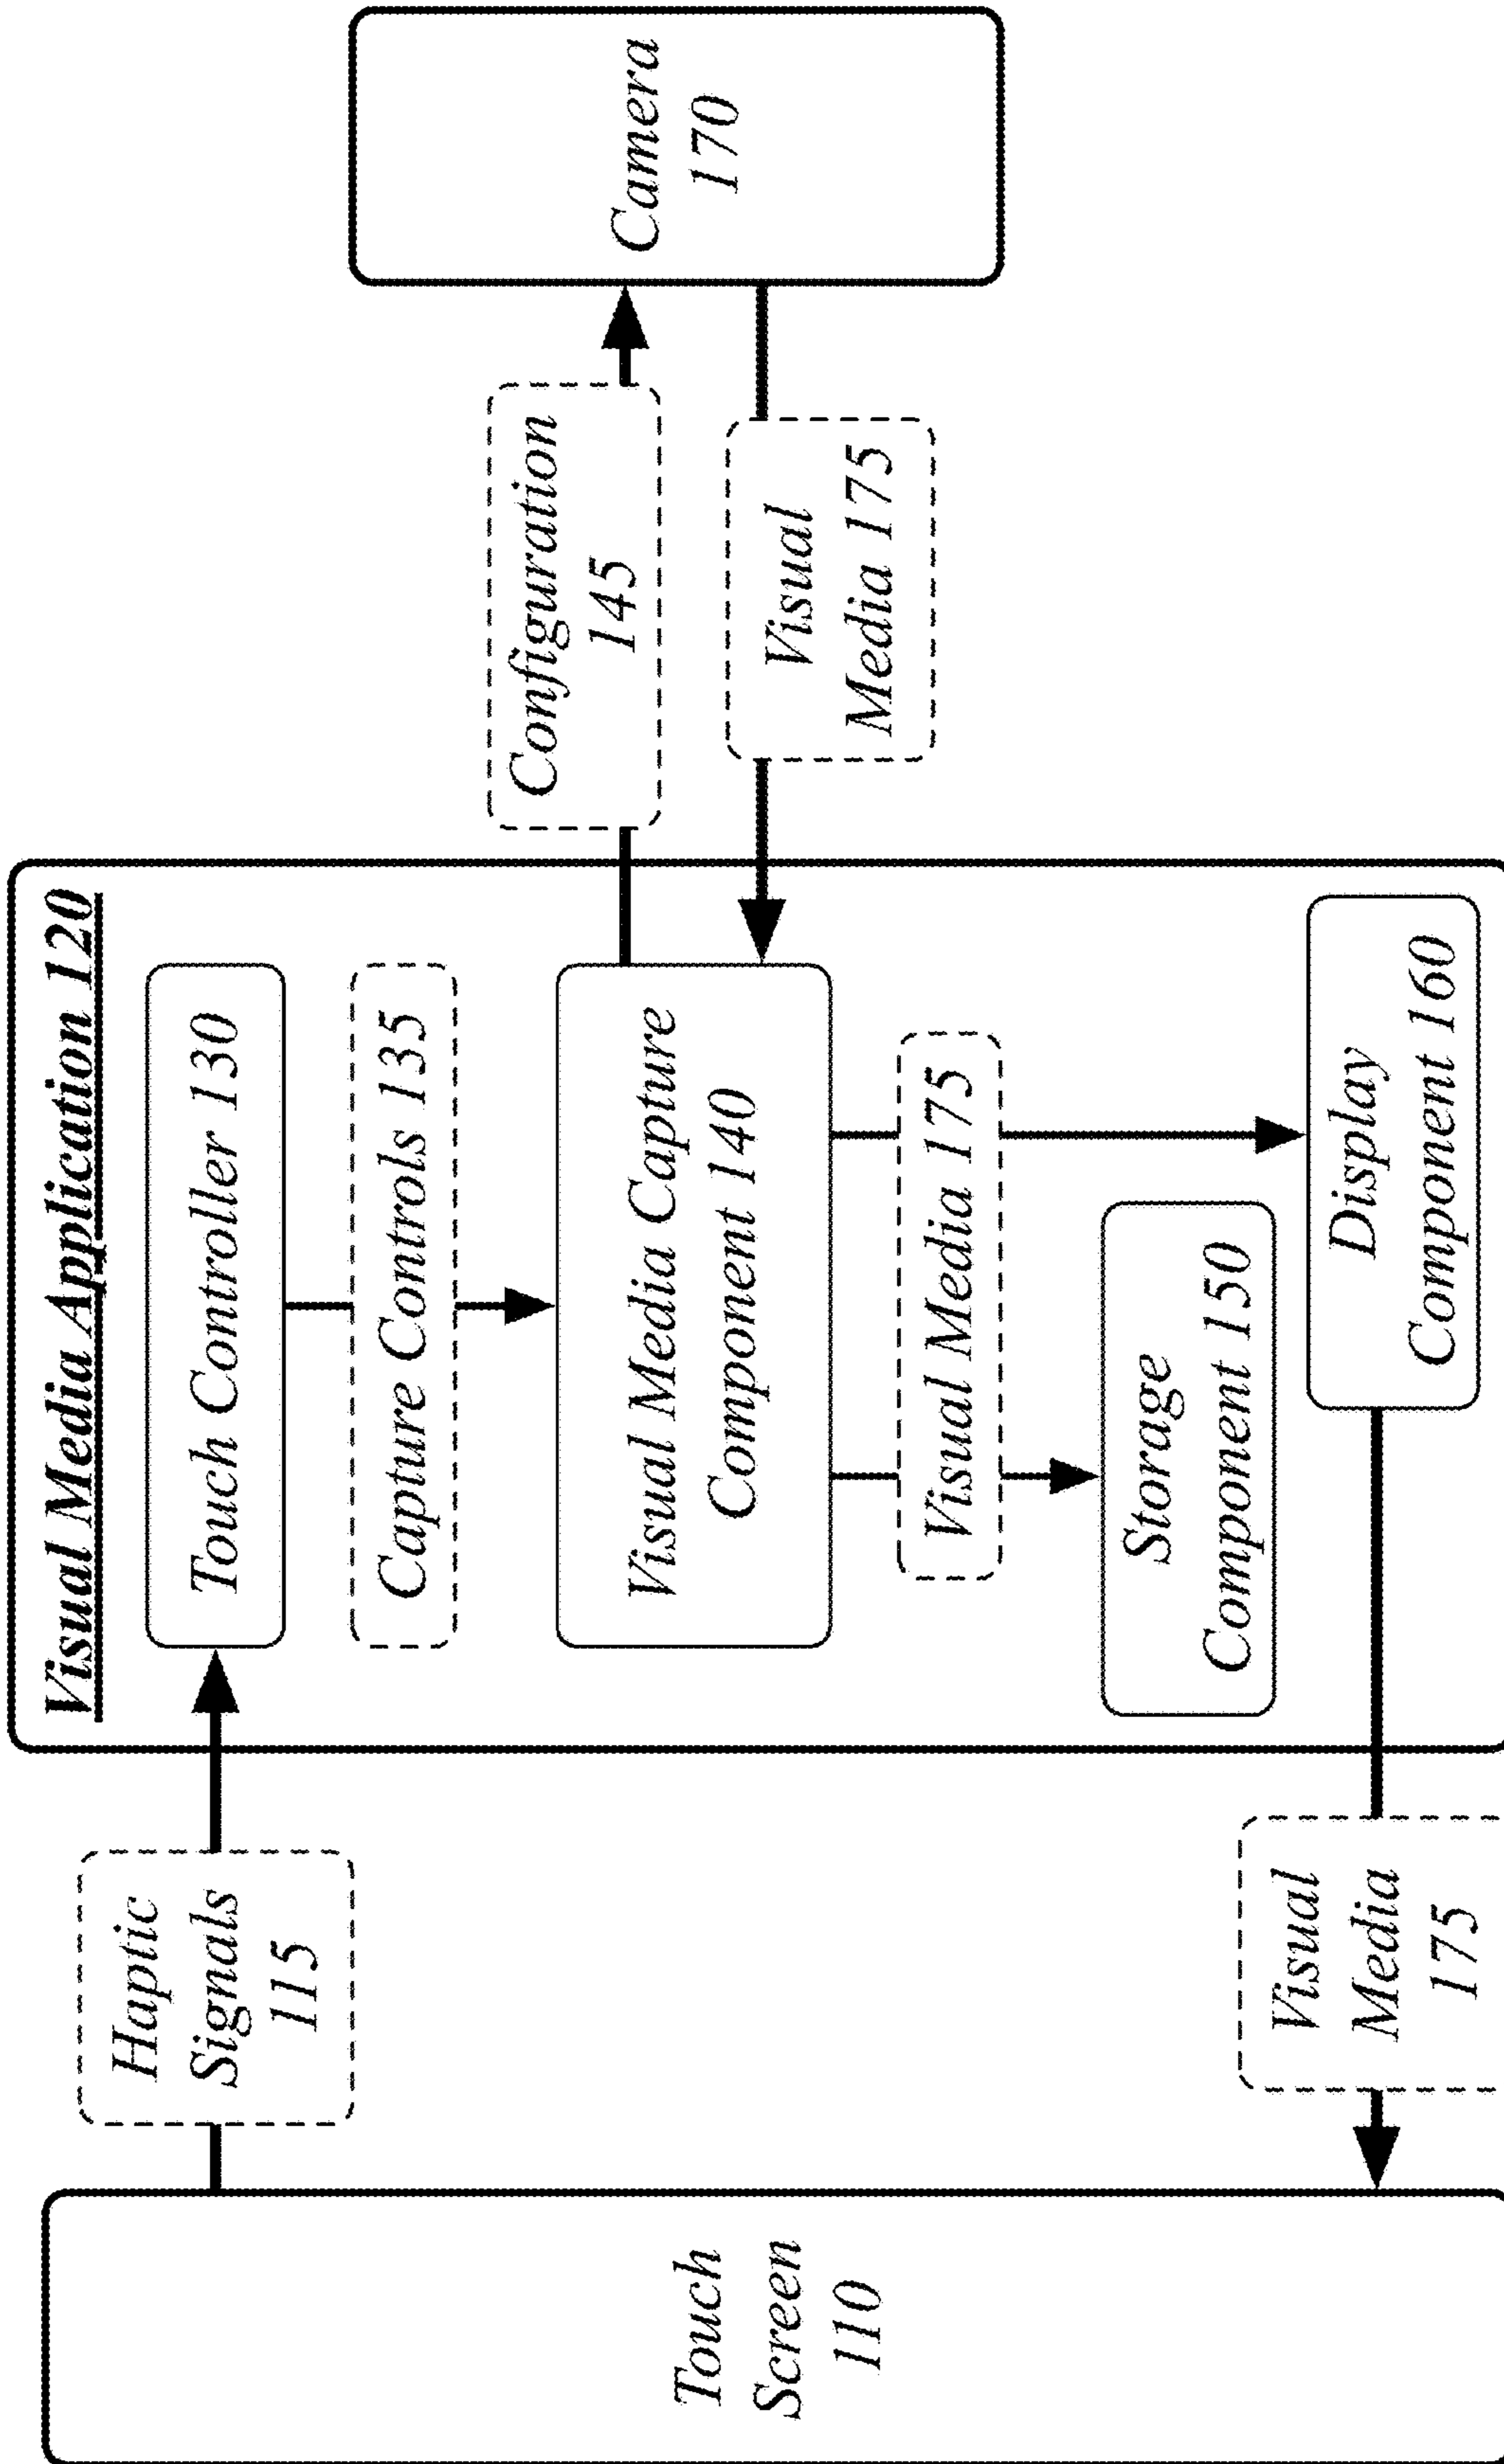 Visual Media Application 120
Touch
Screen
110
Haptic
Signals
115
Touch Controller 130
Capture Controls 135
Visual Media Capture
Component 140
Configuration
145
Camera
170
Visual
Media 175
Visual Media 175
Storage
Component 150
Display
Component 160
Visual
Media
175